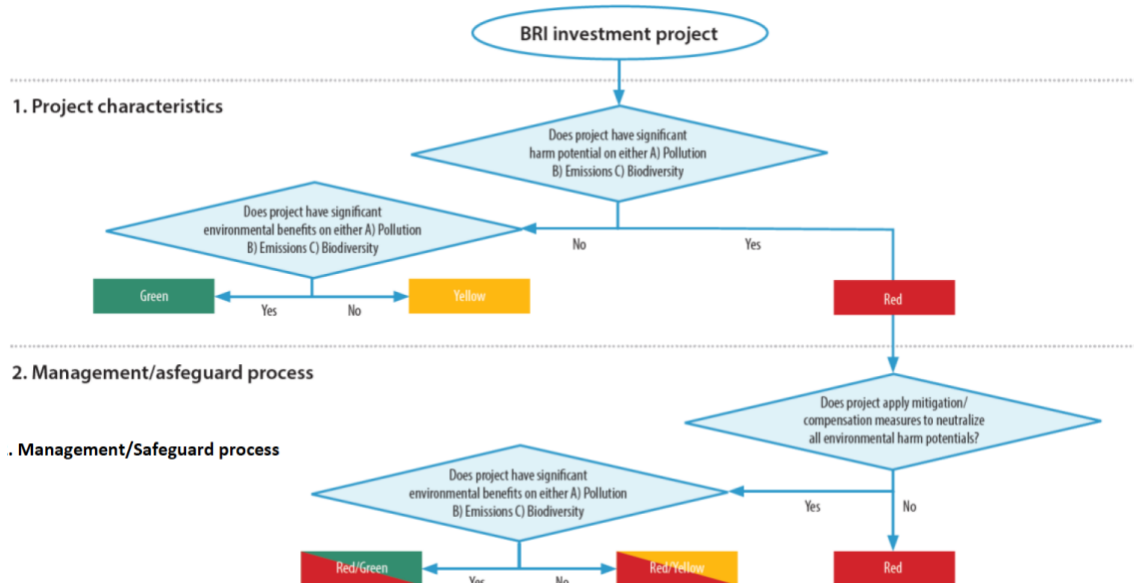 BRI investment project
1. Project characteristics
Does project have significant
harm potential on either A) Pollution
B) Emissions C) Biodiversity
Does project have significant
environmental benefits on either A) Pollution
B) Emissions C) Biodiversity
No
Yes
Green
Yellow
Red
Yes
No
2. Management/asfeguard process
Does project apply mitigation/
compensation measures to neutralize
all environmental harm potentials?
. Management/Safeguard process
Does project have significant
environmental benefits on either A) Pollution
B) Emissions C) Biodiversity
Yes
No
Red/Green
Red/Yellow
Red
Yes
No